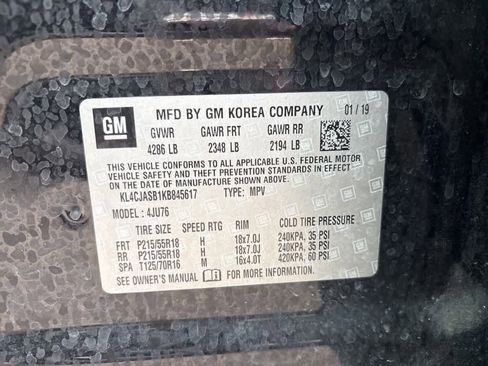 GM
MFD BY GM KOREA COMPANY 01 / 19
GVWR GAWR FRT GAWR RR
4286 LB 2348 LB 2194 LB
THIS VEHICLE CONFORMS TO ALL APPLICABLE U.S. FEDERAL MOTOR
VEHICLE SAFETY AND THEFT PREVENTION STANDARDS IN EFFECT
ON THE DATE OF MANUFACTURE SHOWN ABOVE.
KL4CJASB1KB845617 TYPE: MPV
MODEL : 4JU76
TIRE SIZE SPEED RTG RIM COLD TIRE PRESSURE
FRT P215/55R18 H 18x7.0J 240KPA, 35 PSI
RR P215/55R18 H 18x7.0J 240KPA, 35 PSI
SPA T125/70R16 M 16x4.0T 420KPA, 60 PSI
SEE OWNER'S MANUAL FOR MORE INFORMATION.